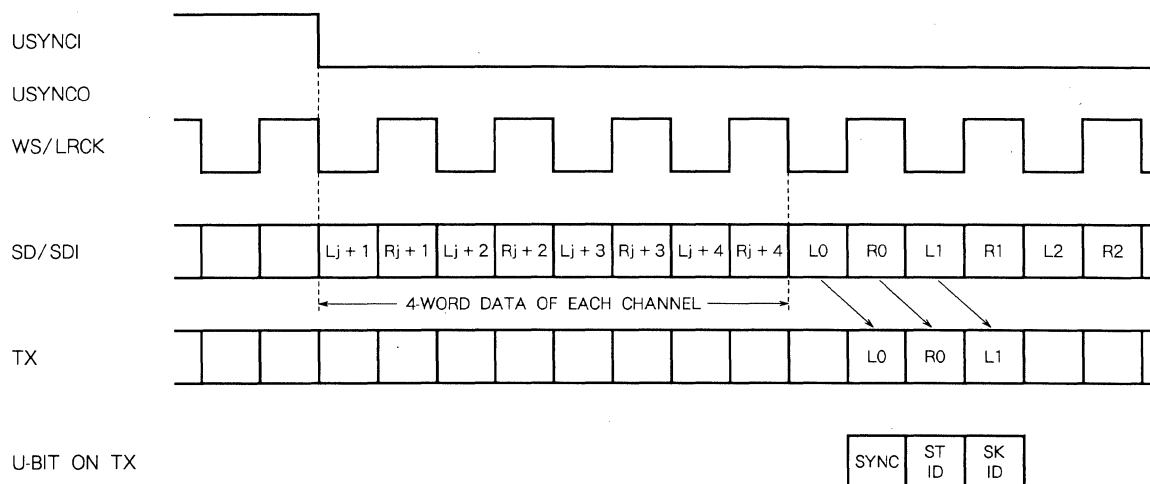 USYNCI
USYNCO
WS/LRCK
SD/SDI Lj + 1 Rj + 1 Lj + 2 Rj + 2 Lj + 3 Rj + 3 Lj + 4 Rj + 4 L0 R0 L1 R1 L2 R2
4-WORD DATA OF EACH CHANNEL
TX L0 R0 L1
U-BIT ON TX SYNC ST ID SK ID